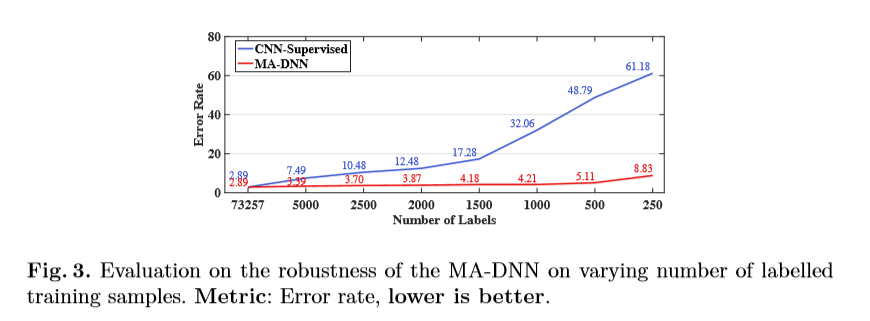 80
60
40
20
0
Error Rate
CNN-Supervised
MA-DNN
2.89 7.49 10.48 12.48 17.28 32.06 48.79 61.18
2.89 3.39 3.70 3.87 4.18 4.21 5.11 8.83
73257 5000 2500 2000 1500 1000 500 250
Number of Labels
Fig. 3. Evaluation on the robustness of the MA-DNN on varying number of labelled
training samples. Metric: Error rate, lower is better.